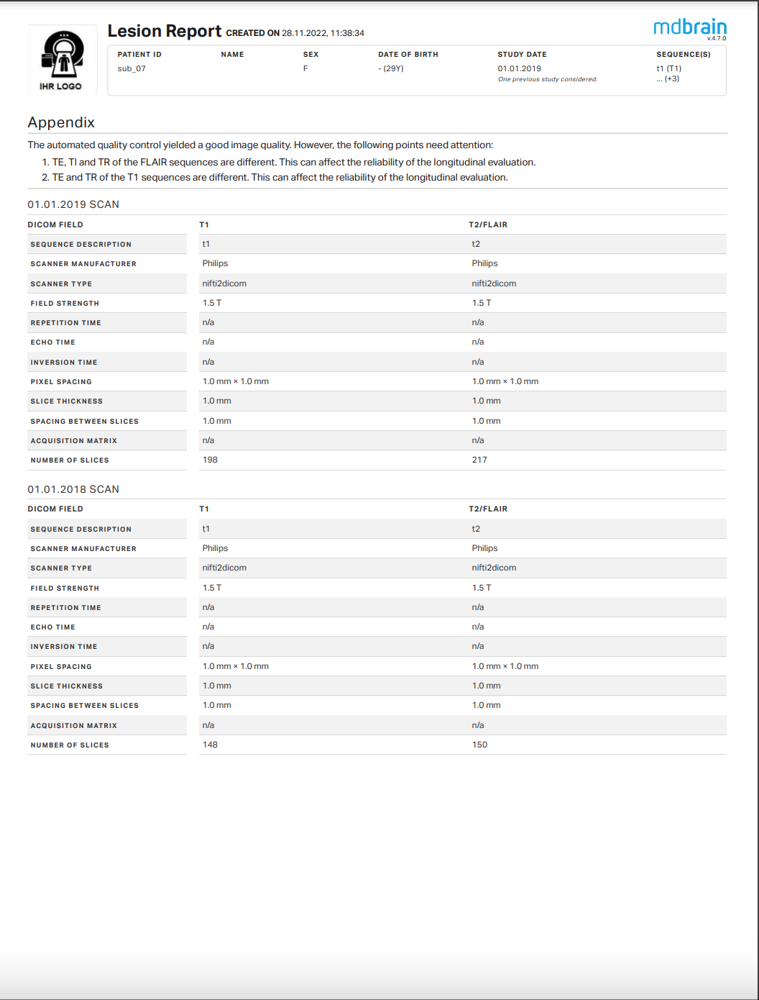 Lesion Report CREATED ON 28.11.2022, 11:38:34
mdbrain
v.4.7.0
IHR LOGO
PATIENT ID NAME SEX DATE OF BIRTH STUDY DATE SEQUENCE(S)
sub_07 F - (29Y) 01.01.2019 t1 (T1)
One previous study considered. ... (+3)
Appendix
The automated quality control yielded a good image quality. However, the following points need attention:
1. TE, TI and TR of the FLAIR sequences are different. This can affect the reliability of the longitudinal evaluation.
2. TE and TR of the T1 sequences are different. This can affect the reliability of the longitudinal evaluation.
01.01.2019 SCAN
DICOM FIELD T1 T2/FLAIR
SEQUENCE DESCRIPTION t1 t2
SCANNER MANUFACTURER Philips Philips
SCANNER TYPE nifti2dicom nifti2dicom
FIELD STRENGTH 1.5 T 1.5 T
REPETITION TIME n/a n/a
ECHO TIME n/a n/a
INVERSION TIME n/a n/a
PIXEL SPACING 1.0 mm × 1.0 mm 1.0 mm × 1.0 mm
SLICE THICKNESS 1.0 mm 1.0 mm
SPACING BETWEEN SLICES 1.0 mm 1.0 mm
ACQUISITION MATRIX n/a n/a
NUMBER OF SLICES 198 217
01.01.2018 SCAN
DICOM FIELD T1 T2/FLAIR
SEQUENCE DESCRIPTION t1 t2
SCANNER MANUFACTURER Philips Philips
SCANNER TYPE nifti2dicom nifti2dicom
FIELD STRENGTH 1.5 T 1.5 T
REPETITION TIME n/a n/a
ECHO TIME n/a n/a
INVERSION TIME n/a n/a
PIXEL SPACING 1.0 mm × 1.0 mm 1.0 mm × 1.0 mm
SLICE THICKNESS 1.0 mm 1.0 mm
SPACING BETWEEN SLICES 1.0 mm 1.0 mm
ACQUISITION MATRIX n/a n/a
NUMBER OF SLICES 148 150